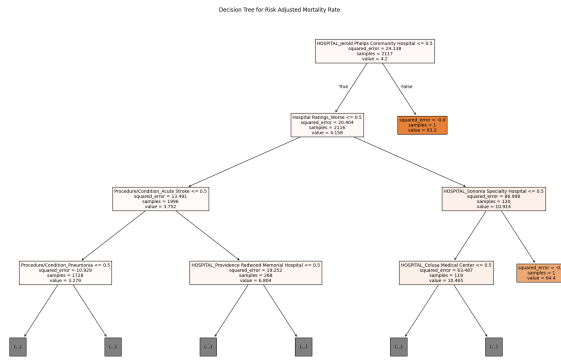 Decision Tree for Risk Adjusted Mortality Rate
HOSPITAL_Jerold Phelps Community Hospital <= 0.5
squared_error = 24.138
samples = 2117
value = 4.2
True
False
Hospital Ratings_Worse <= 0.5
squared_error = 20.404
samples = 2116
value = 4.158
squared_error = -0.0
samples = 1
value = 93.2
Procedure/Condition_Acute Stroke <= 0.5
squared_error = 13.491
samples = 1996
value = 3.752
HOSPITAL_Sonoma Specialty Hospital <= 0.5
squared_error = 86.998
samples = 120
value = 10.914
Procedure/Condition_Pneumonia <= 0.5
squared_error = 10.929
samples = 1728
value = 3.279
HOSPITAL_Providence Redwood Memorial Hospital <= 0.5
squared_error = 19.252
samples = 268
value = 6.804
HOSPITAL_Colusa Medical Center <= 0.5
squared_error = 63.487
samples = 119
value = 10.465
squared_error = -0.
samples = 1
value = 64.4
(...)
(...)
(...)
(...)
(...)
(...)